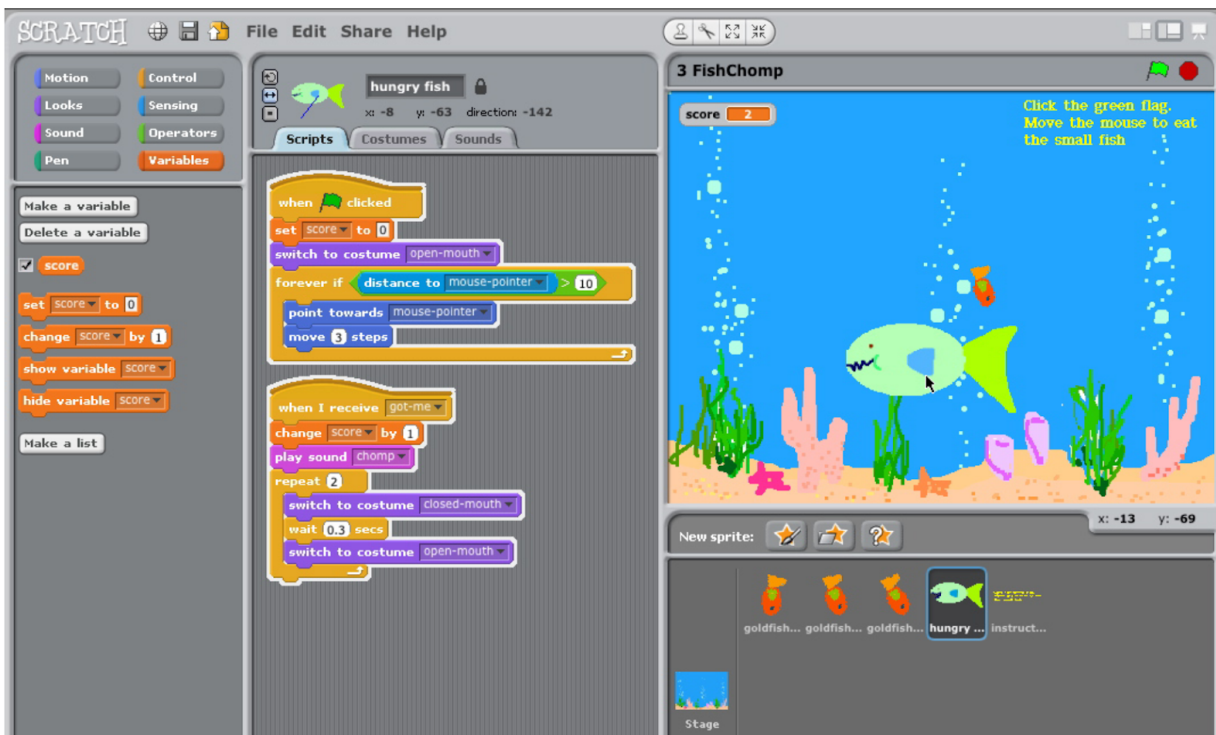 SCRATCH File Edit Share Help
Motion Control
Looks Sensing
Sound Operators
Pen Variables
Make a variable
Delete a variable
score
set score to 0
change score by 1
show variable score
hide variable score
Make a list
hungry fish
x: -8 y: -63 direction: -142
Scripts Costumes Sounds
when clicked
set score to 0
switch to costume open-mouth
forever if distance to mouse-pointer > 10
point towards mouse-pointer
move 3 steps
when I receive got-me
change score by 1
play sound chomp
repeat 2
switch to costume closed-mouth
wait 0.3 secs
switch to costume open-mouth
3 FishChomp
score 2
Click the green flag.
Move the mouse to eat
the small fish
x: -13 y: -69
New sprite:
goldfish... goldfish... goldfish... hungry ... instruct...
Stage